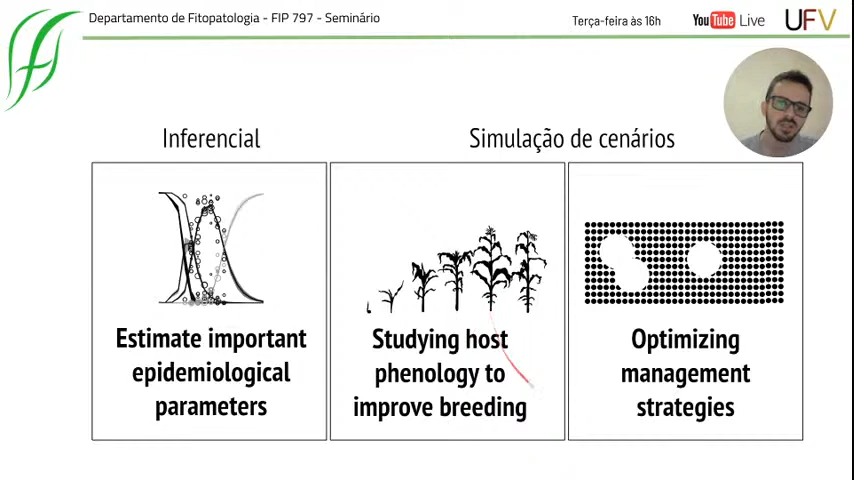 Departamento de Fitopatologia - FIP 797 - Seminário
Terça-feira às 16h
YouTube Live
UFV
Inferencial
Simulação de cenários
Estimate important
epidemiological
parameters
Studying host
phenology to
improve breeding
Optimizing
management
strategies